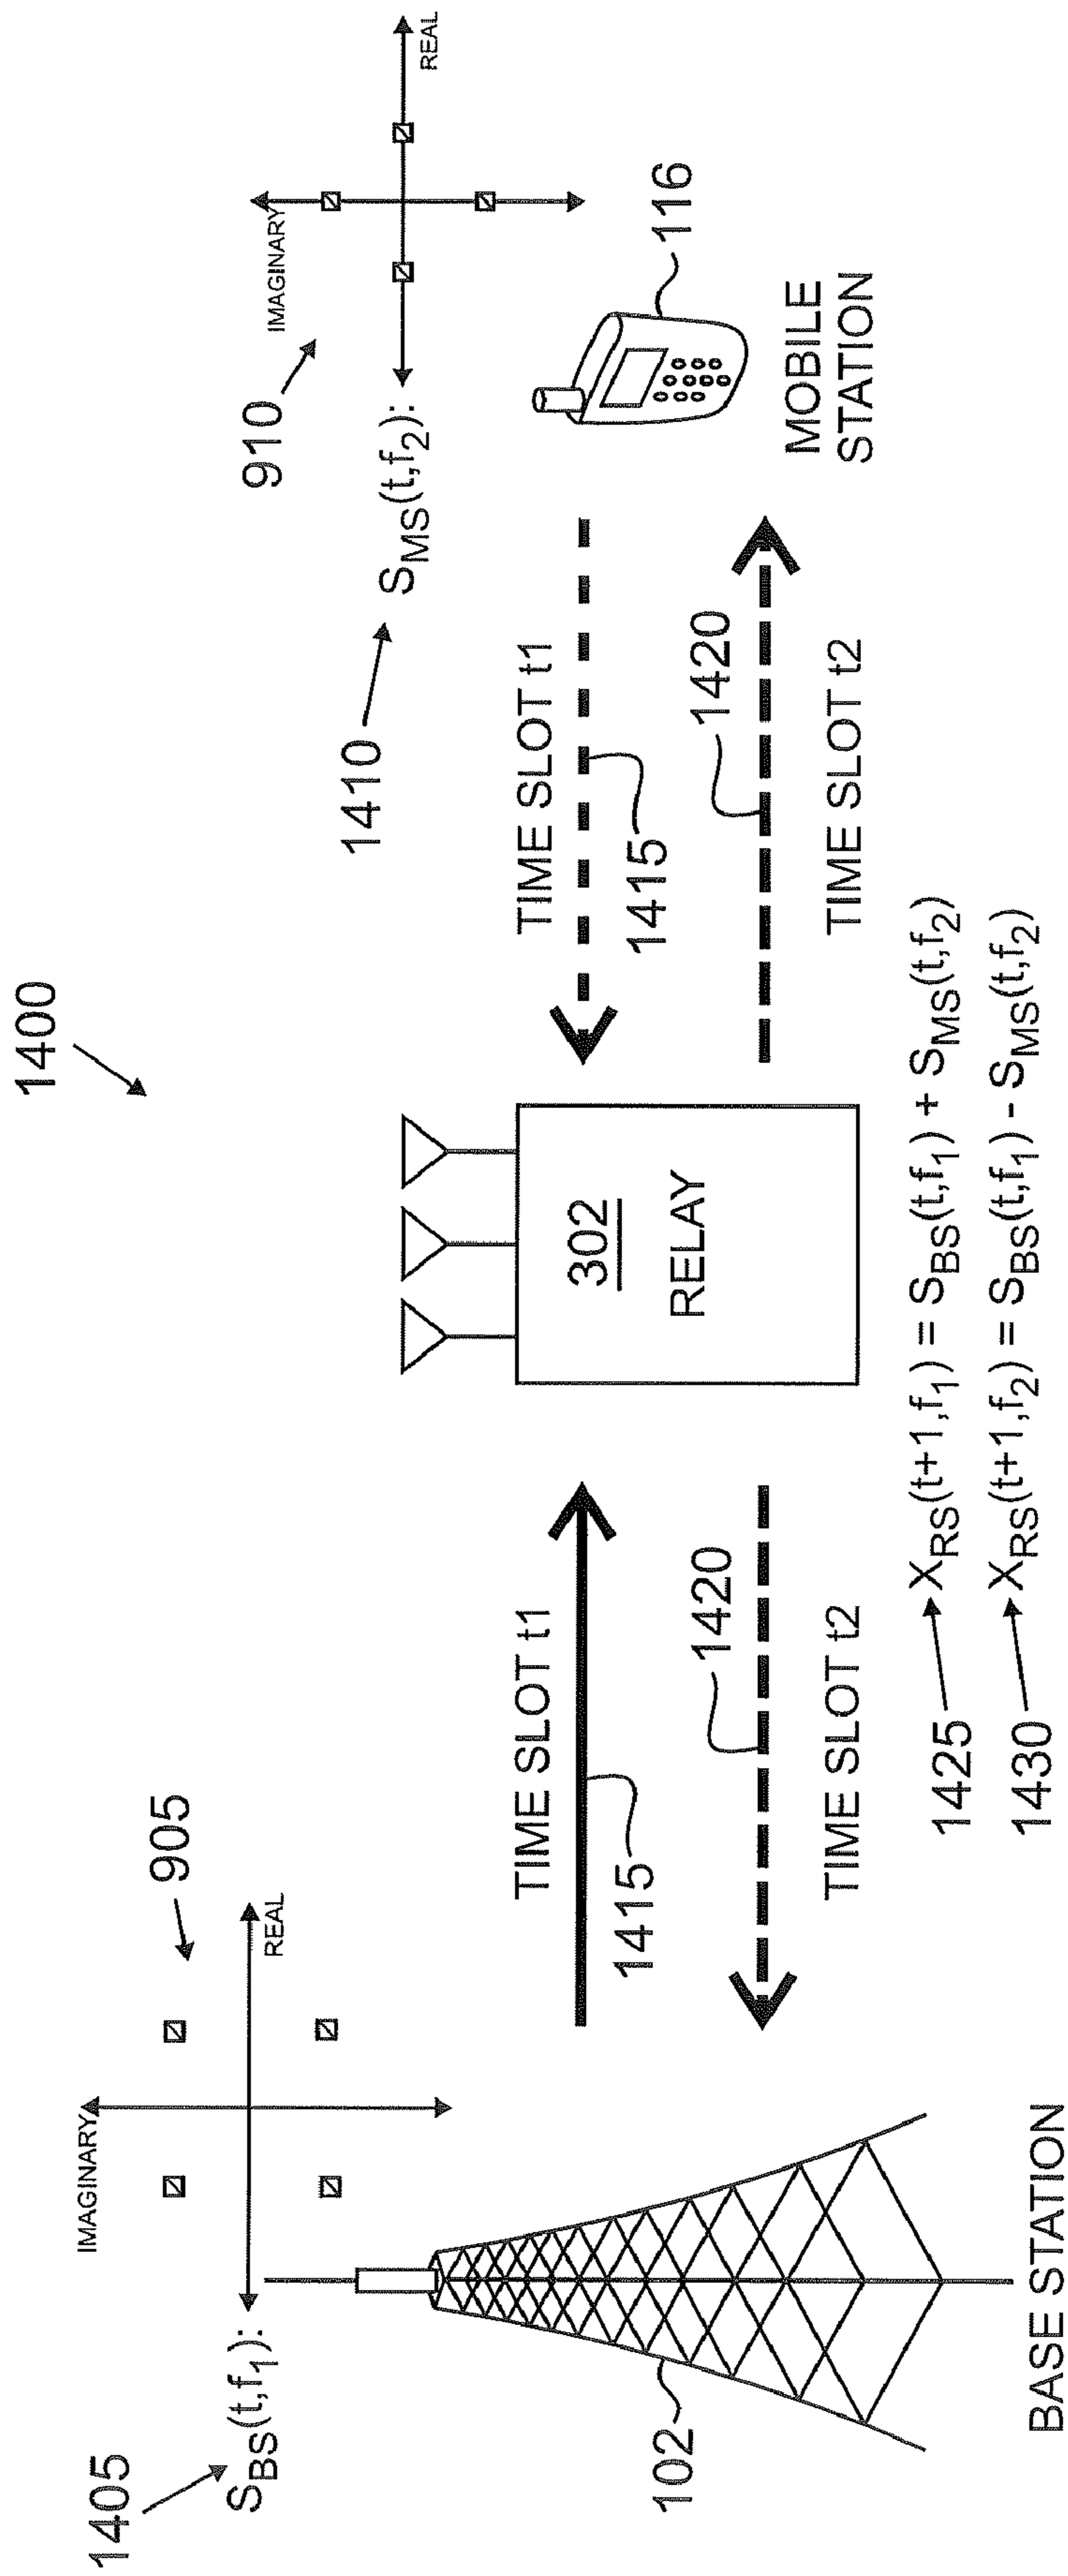 1400
1405
S_BS(t,f_1):
IMAGINARY
REAL
905
910
IMAGINARY
REAL
1410
S_MS(t,f_2):
TIME SLOT t1
1415
302
RELAY
TIME SLOT t1
1415
116
102
1420
TIME SLOT t2
1420
TIME SLOT t2
MOBILE
STATION
BASE STATION
1425
X_RS(t+1,f_1) = S_BS(t,f_1) + S_MS(t,f_2)
1430
X_RS(t+1,f_2) = S_BS(t,f_1) - S_MS(t,f_2)